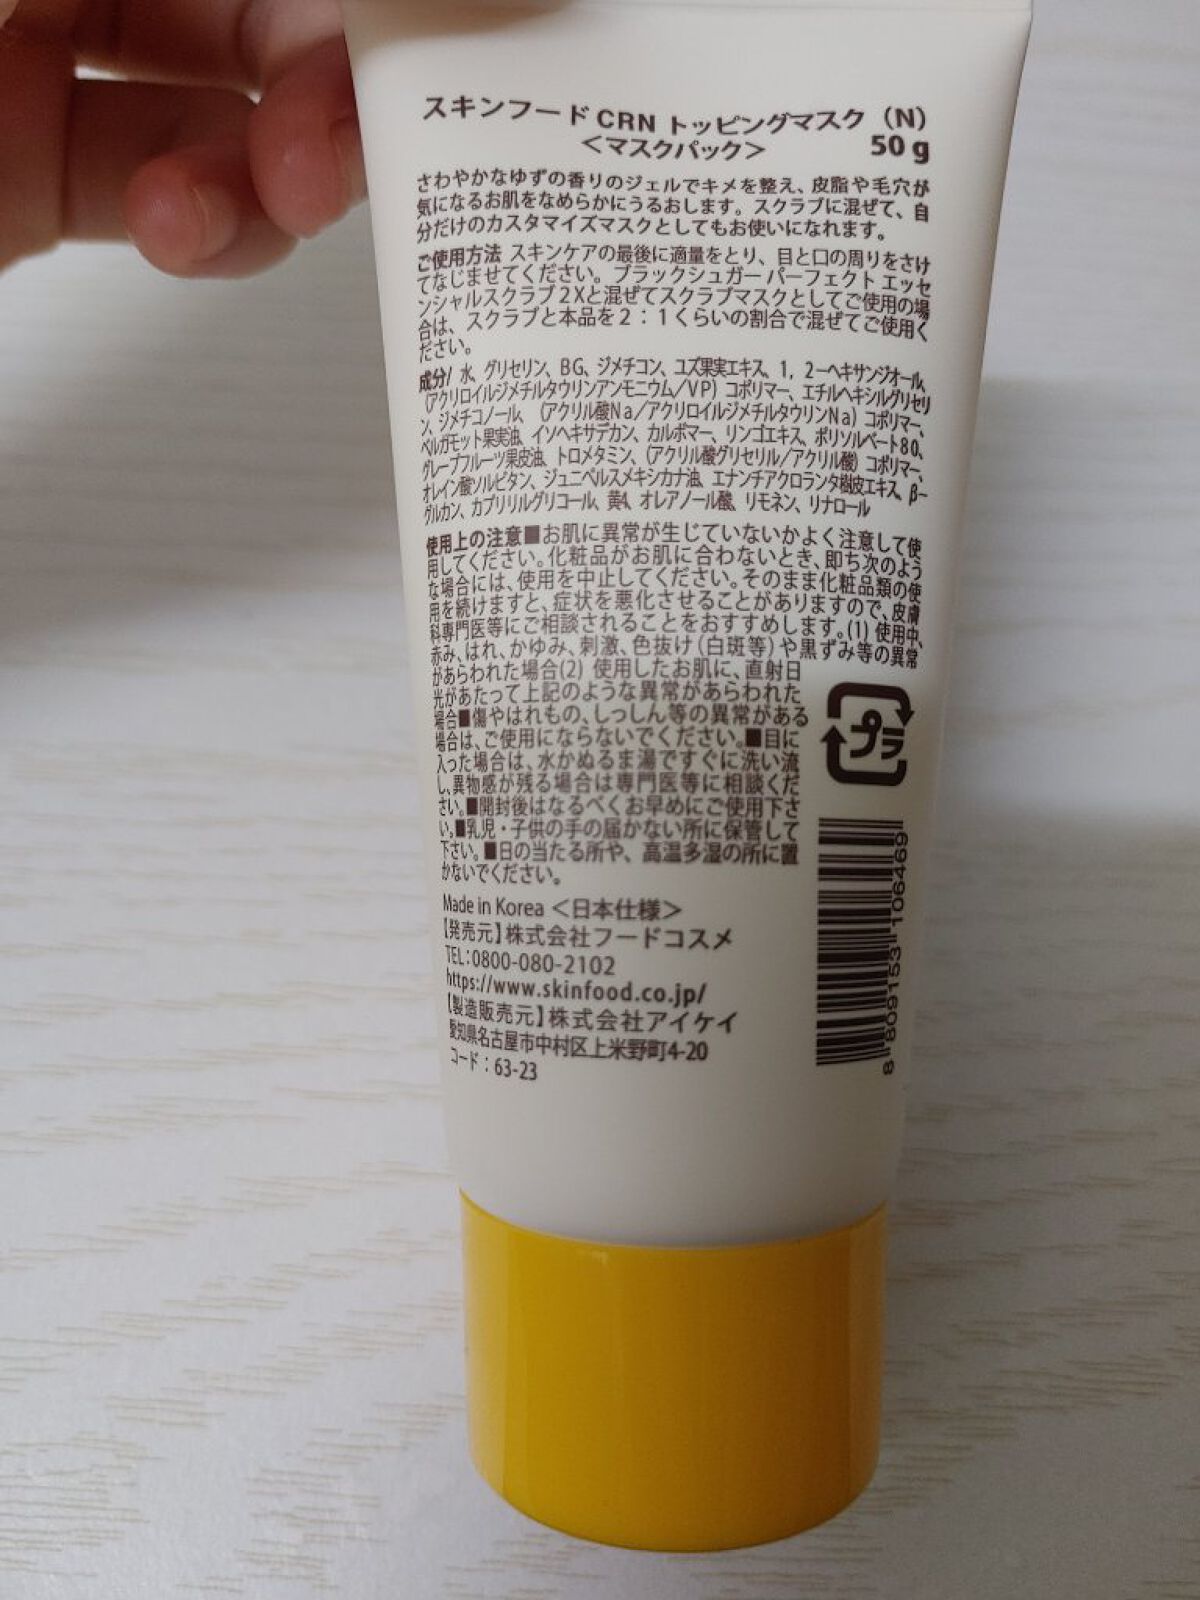 スキンフード CRN トッピングマスク（N）
＜マスクパック＞ 50 g
さわやかなゆずの香りのジェルでキメを整え、皮脂や毛穴が
気になるお肌をなめらかにうるおします。スクラブに混ぜて、自
分だけのカスタマイズマスクとしてもお使いになれます。
ご使用方法 スキンケアの最後に適量をとり、目と口の周りをさけ
てなじませてください。ブラックシュガー パーフェクト エッセ
ンシャルスクラブ２Xと混ぜてスクラブマスクとしてご使用の場
合は、スクラブと本品を２：１くらいの割合で混ぜてご使用く
ださい。
成分/ 水、グリセリン、BG、ジメチコン、ユズ果実エキス、1，2－ヘキサンジオール、
（アクリロイルジメチルタウリンアンモニウム／VP）コポリマー、エチルヘキシルグリセリ
ン、ジメチコノール、（アクリル酸Na／アクリロイルジメチルタウリンNa）コポリマー、
ベルガモット果実油、イソヘキサデカン、カルボマー、リンゴエキス、ポリソルベート80、
グレープフルーツ果皮油、トロメタミン、（アクリル酸グリセリル／アクリル酸）コポリマー、
オレイン酸ソルビタン、ジュニペルスメキシカナ油、エナンチアクロランタ樹皮エキス、β－
グルカン、カプリリルグリコール、黄4、オレアノール酸、リモネン、リナロール
使用上の注意■お肌に異常が生じていないかよく注意して使
用してください。化粧品がお肌に合わないとき、即ち次のよう
な場合には、使用を中止してください。そのまま化粧品類の使
用を続けますと、症状を悪化させることがありますので、皮膚
科専門医等にご相談されることをおすすめします。(1) 使用中、
赤み、はれ、かゆみ、刺激、色抜け（白斑等）や黒ずみ等の異常
があらわれた場合(2) 使用したお肌に、直射日
光があたって上記のような異常があらわれた
場合■傷やはれもの、しっしん等の異常がある
場合は、ご使用にならないでください。■目に
入った場合は、水かぬるま湯ですぐに洗い流
し、異物感が残る場合は専門医等に相談くだ
さい。■開封後はなるべくお早めにご使用下さ
い。■乳児・子供の手の届かない所に保管して
下さい。■日の当たる所や、高温多湿の所に置
かないでください。
プラ
Made in Korea ＜日本仕様＞
【発売元】株式会社フードコスメ
TEL：0800-080-2102
https://www.skinfood.co.jp/
【製造販売元】株式会社アイケイ
愛知県名古屋市中村区上米野町4-20
コード：63-23
8 809153 106469